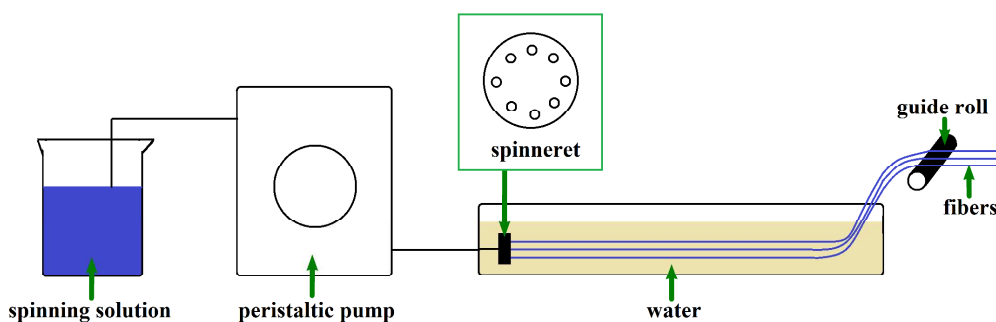 spinneret
guide roll
fibers
spinning solution
peristaltic pump
water